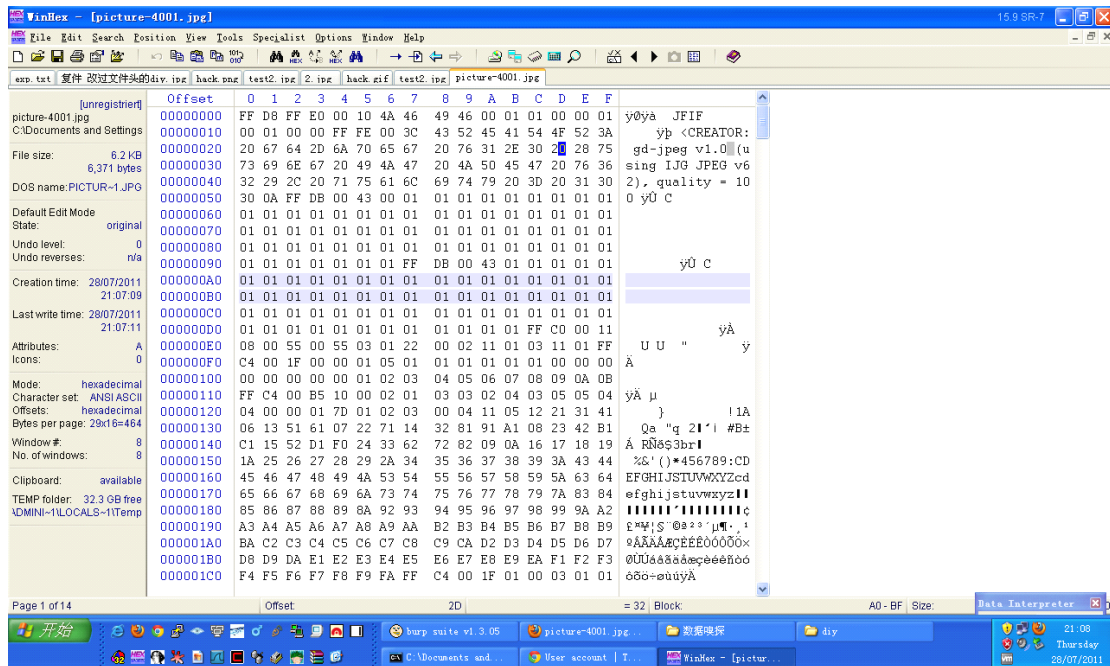 WinHex - [picture-4001.jpg]
15.9 SR-7
File Edit Search Position View Tools Specialist Options Window Help
exp.txt 复件 改过文件头的diy.jpg hack.png test2.jpg 2.jpg hack.gif test2.jpg picture-4001.jpg
[unregistriert]
picture-4001.jpg
C:\Documents and Settings
File size: 6.2 KB
6,371 bytes
DOS name: PICTUR~1.JPG
Default Edit Mode
State: original
Undo level: 0
Undo reverses: n/a
Creation time: 28/07/2011
21:07:09
Last write time: 28/07/2011
21:07:11
Attributes: A
Icons: 0
Mode: hexadecimal
Character set: ANSI ASCII
Offsets: hexadecimal
Bytes per page: 29x16=464
Window #: 8
No. of windows: 8
Clipboard: available
TEMP folder: 32.3 GB free
\ADMINI~1\LOCALS~1\Temp
Offset 0 1 2 3 4 5 6 7 8 9 A B C D E F
00000000 FF D8 FF E0 00 10 4A 46 49 46 00 01 01 00 00 01 ÿØÿà JFIF
00000010 00 01 00 00 FF FE 00 3C 43 52 45 41 54 4F 52 3A ÿþ <CREATOR:
00000020 20 67 64 2D 6A 70 65 67 20 76 31 2E 30 20 28 75 gd-jpeg v1.0 (u
00000030 73 69 6E 67 20 49 4A 47 20 4A 50 45 47 20 76 36 sing IJG JPEG v6
00000040 32 29 2C 20 71 75 61 6C 69 74 79 20 3D 20 31 30 2), quality = 10
00000050 30 0A FF DB 00 43 00 01 01 01 01 01 01 01 01 01 0 ÿÛ C
00000060 01 01 01 01 01 01 01 01 01 01 01 01 01 01 01 01
00000070 01 01 01 01 01 01 01 01 01 01 01 01 01 01 01 01
00000080 01 01 01 01 01 01 01 01 01 01 01 01 01 01 01 01
00000090 01 01 01 01 01 01 01 FF DB 00 43 01 01 01 01 01 ÿÛ C
000000A0 01 01 01 01 01 01 01 01 01 01 01 01 01 01 01 01
000000B0 01 01 01 01 01 01 01 01 01 01 01 01 01 01 01 01
000000C0 01 01 01 01 01 01 01 01 01 01 01 01 01 01 01 01
000000D0 01 01 01 01 01 01 01 01 01 01 01 01 FF C0 00 11 ÿÀ
000000E0 08 00 55 00 55 03 01 22 00 02 11 01 03 11 01 FF U U " ÿ
000000F0 C4 00 1F 00 00 01 05 01 01 01 01 01 01 00 00 00 Ä
00000100 00 00 00 00 00 01 02 03 04 05 06 07 08 09 0A 0B
00000110 FF C4 00 B5 10 00 02 01 03 03 02 04 03 05 05 04 ÿÄ µ
00000120 04 00 00 01 7D 01 02 03 00 04 11 05 12 21 31 41 } !1A
00000130 06 13 51 61 07 22 71 14 32 81 91 A1 08 23 42 B1 Qa "q 2 ¡ #B±
00000140 C1 15 52 D1 F0 24 33 62 72 82 09 0A 16 17 18 19 Á RÑð$3br
00000150 1A 25 26 27 28 29 2A 34 35 36 37 38 39 3A 43 44 %&'()*456789:CD
00000160 45 46 47 48 49 4A 53 54 55 56 57 58 59 5A 63 64 EFGHIJSTUVWXYZcd
00000170 65 66 67 68 69 6A 73 74 75 76 77 78 79 7A 83 84 efghijstuvwxyz
00000180 85 86 87 88 89 8A 92 93 94 95 96 97 98 99 9A A2 ¢
00000190 A3 A4 A5 A6 A7 A8 A9 AA B2 B3 B4 B5 B6 B7 B8 B9 £¤¥¦§¨©ª²³´µ¶·¸¹
000001A0 BA C2 C3 C4 C5 C6 C7 C8 C9 CA D2 D3 D4 D5 D6 D7 ºÂÃÄÅÆÇÈÉÊÒÓÔÕÖ×
000001B0 D8 D9 DA E1 E2 E3 E4 E5 E6 E7 E8 E9 EA F1 F2 F3 ØÙÚáâãäåæçèéêñòó
000001C0 F4 F5 F6 F7 F8 F9 FA FF C4 00 1F 01 00 03 01 01 ôõö÷øùúÿÄ
Page 1 of 14 Offset: 2D = 32 Block: A0 - BF Size:
Data Interpreter
开始 burp suite v1.3.05 picture-4001.jpg... 数据嗅探 diy 21:08
C:\Documents and... User account | T... WinHex - [pictur... Thursday
28/07/2011